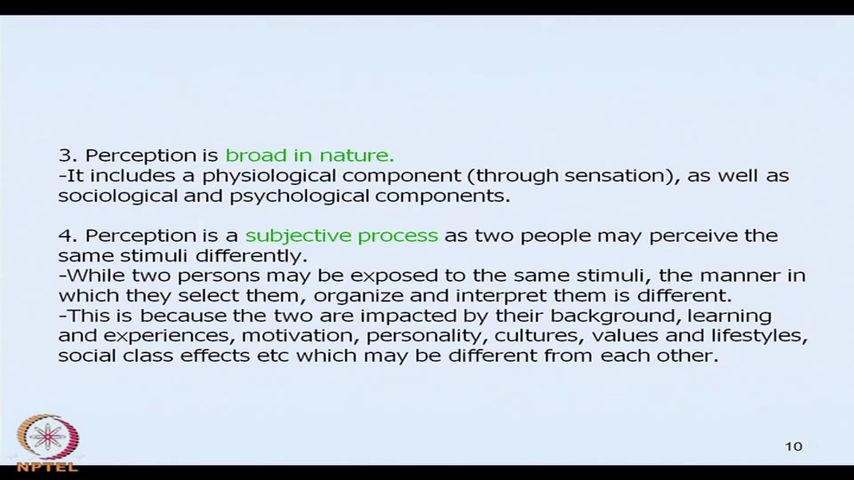 3. Perception is broad in nature.
-It includes a physiological component (through sensation), as well as
sociological and psychological components.
4. Perception is a subjective process as two people may perceive the
same stimuli differently.
-While two persons may be exposed to the same stimuli, the manner in
which they select them, organize and interpret them is different.
-This is because the two are impacted by their background, learning
and experiences, motivation, personality, cultures, values and lifestyles,
social class effects etc which may be different from each other.
10
NPTEL